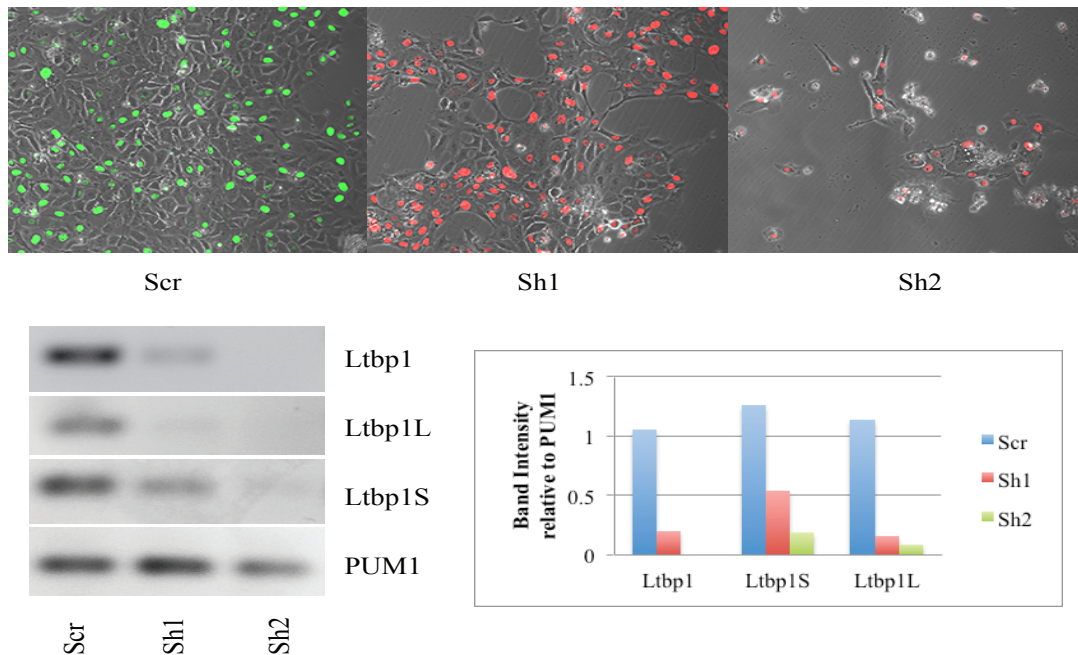 Scr
Sh1
Sh2
Ltbp1
Ltbp1L
Ltbp1S
PUM1
Scr
Sh1
Sh2
Band Intensity
relative to PUM1
1.5
1
0.5
0
Ltbp1
Ltbp1S
Ltbp1L
Scr
Sh1
Sh2